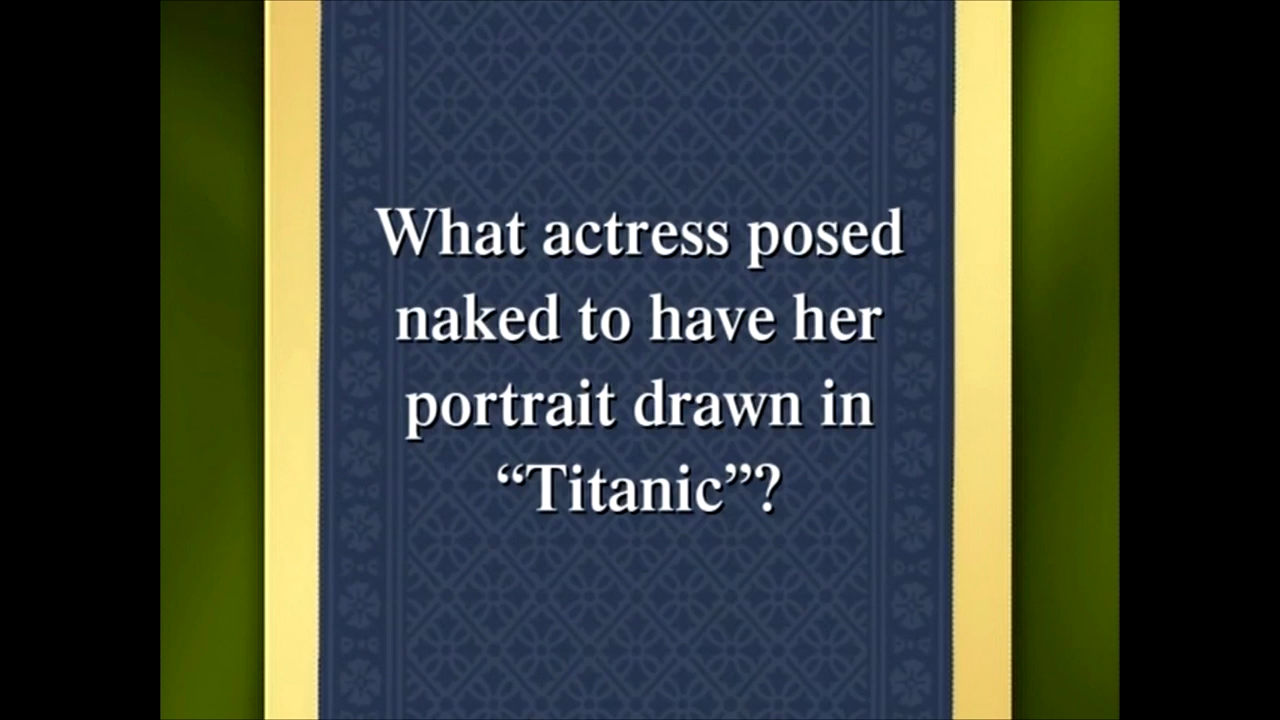 What actress posed
naked to have her
portrait drawn in
“Titanic”?